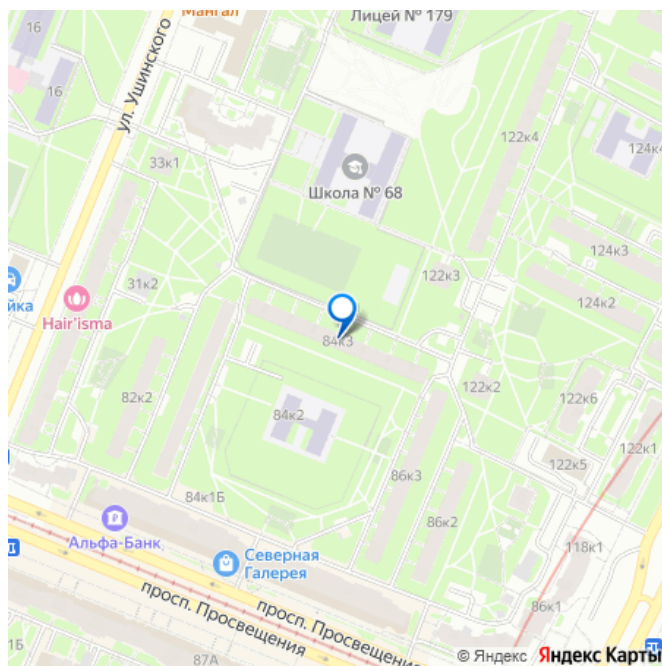 Мангал
Лицей № 179
16
16
ул. Ушинского
122к4
124к4
33к1
Школа № 68
124к3
122к3
31к2
124к2
йка
Hair'isma
84к3
122к2
82к2
122к6
84к2
122к1
86к3
122к5
84к1Б
86к2
Альфа-Банк
118к1
Северная
Галерея
просп. Просвещения
просп. Просвещения
86к1
1Б
87А
© Яндекс Яндекс Карты